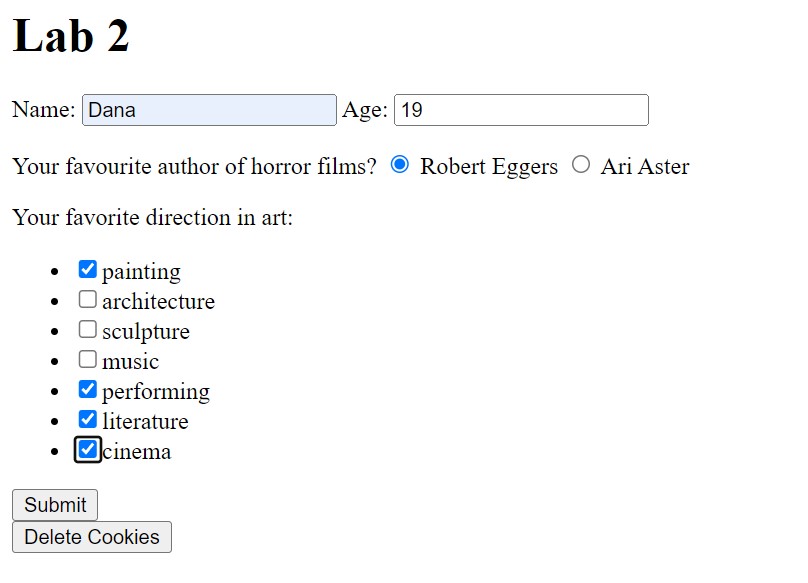 Lab 2
Name: Dana Age: 19
Your favourite author of horror films? Robert Eggers Ari Aster
Your favorite direction in art:
painting
architecture
sculpture
music
performing
literature
cinema
Submit
Delete Cookies